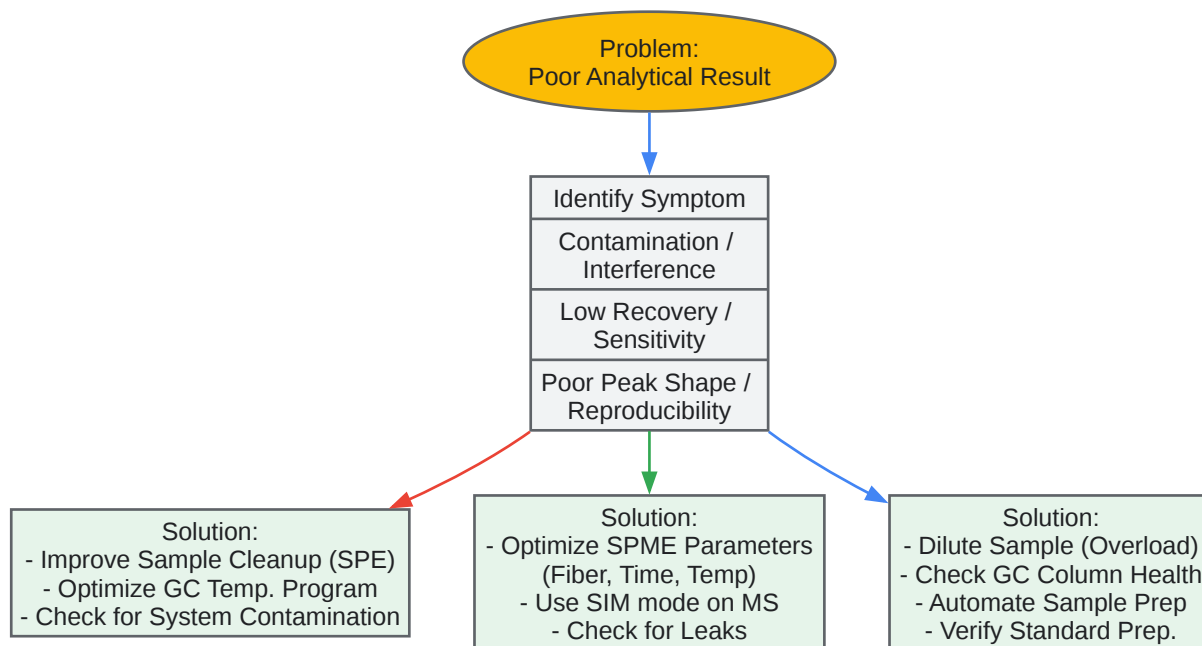 Problem:
Poor Analytical Result
Identify Symptom
Contamination /
Interference
Low Recovery /
Sensitivity
Poor Peak Shape /
Reproducibility
Solution:
- Improve Sample Cleanup (SPE)
- Optimize GC Temp. Program
- Check for System Contamination
Solution:
- Optimize SPME Parameters
(Fiber, Time, Temp)
- Use SIM mode on MS
- Check for Leaks
Solution:
- Dilute Sample (Overload)
- Check GC Column Health
- Automate Sample Prep
- Verify Standard Prep.